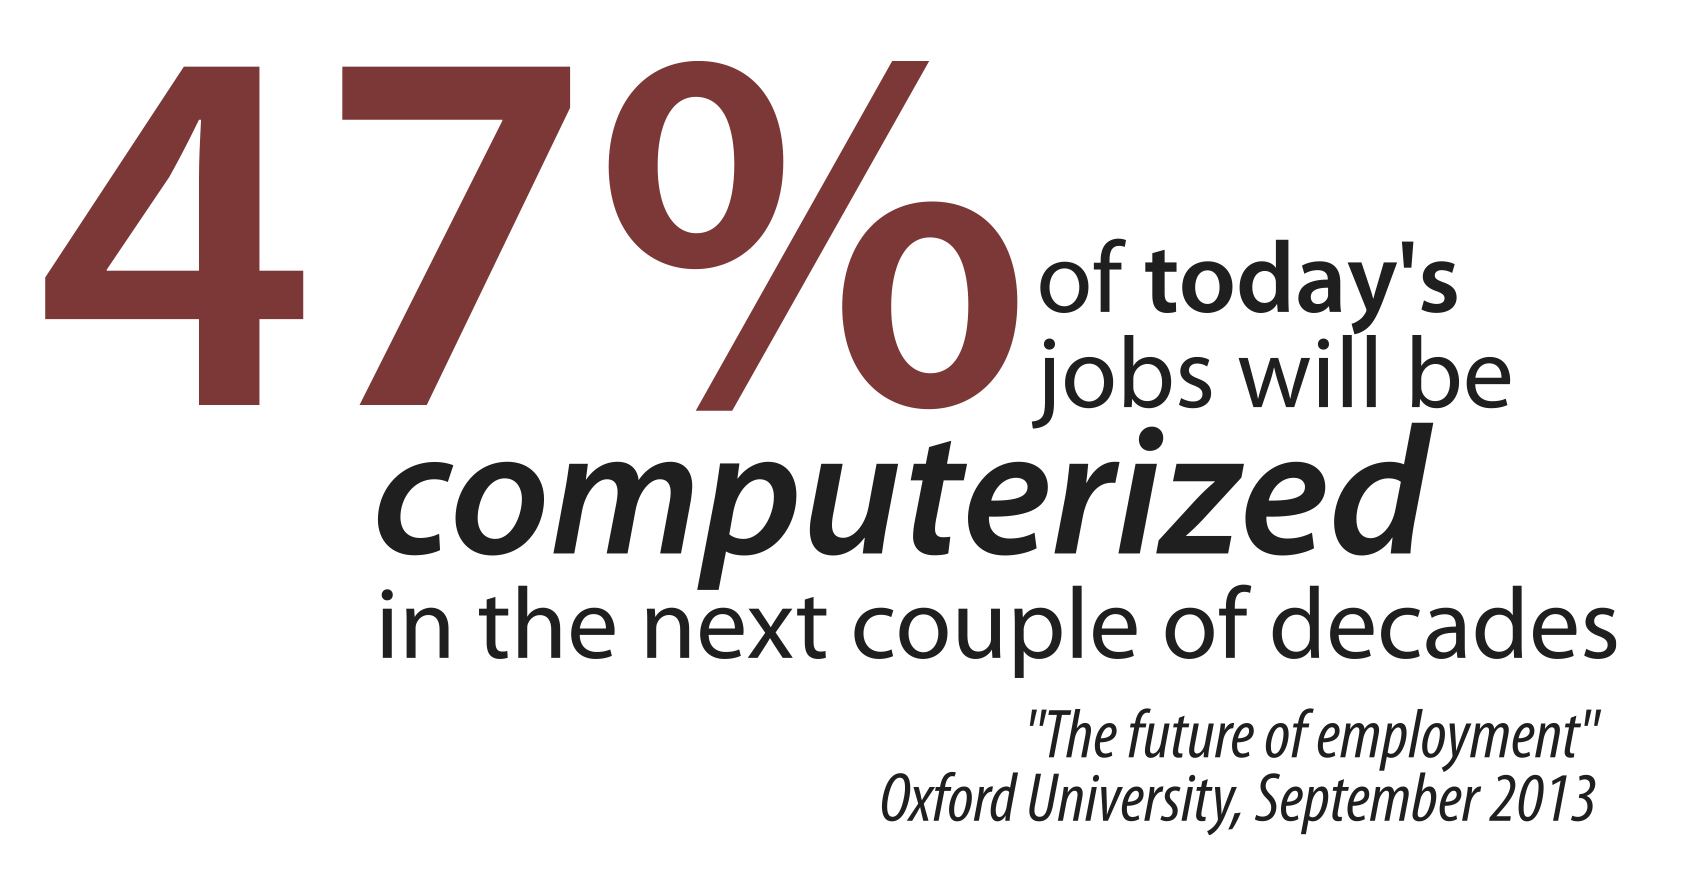 47% of today's
jobs will be
computerized
in the next couple of decades
"The future of employment"
Oxford University, September 2013